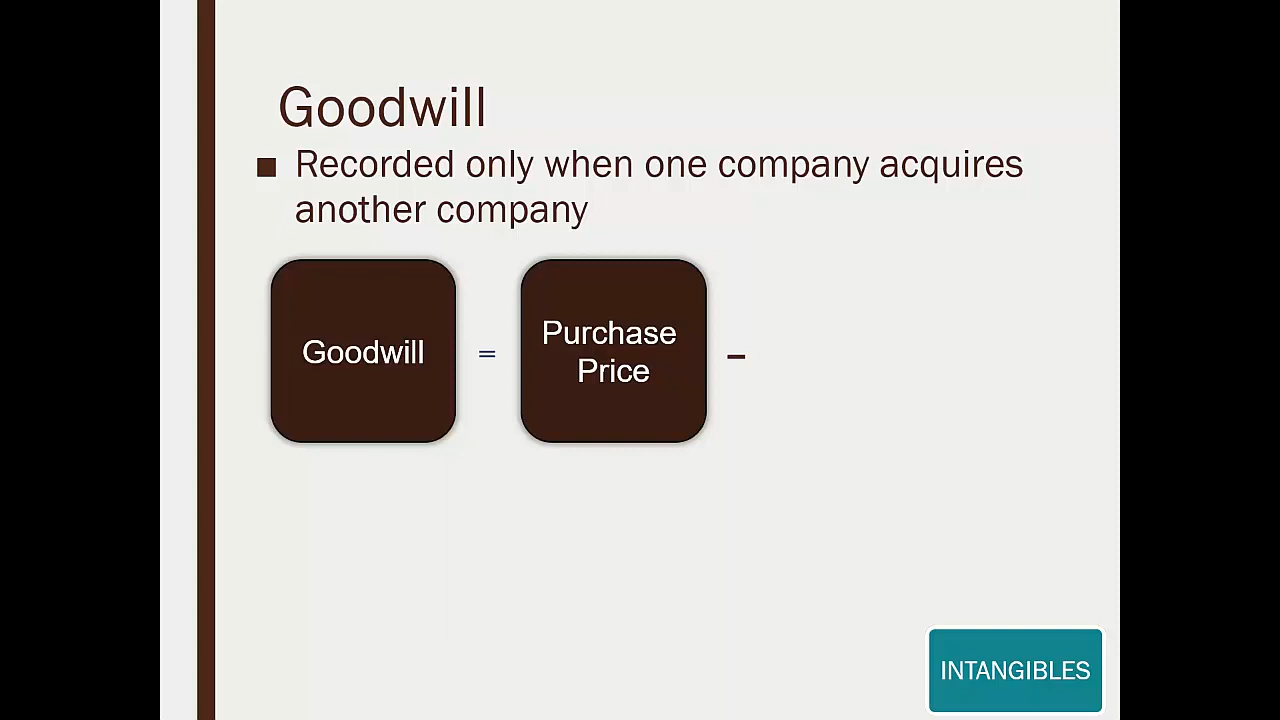 Goodwill
■ Recorded only when one company acquires
another company
Goodwill = Purchase –
Price
INTANGIBLES